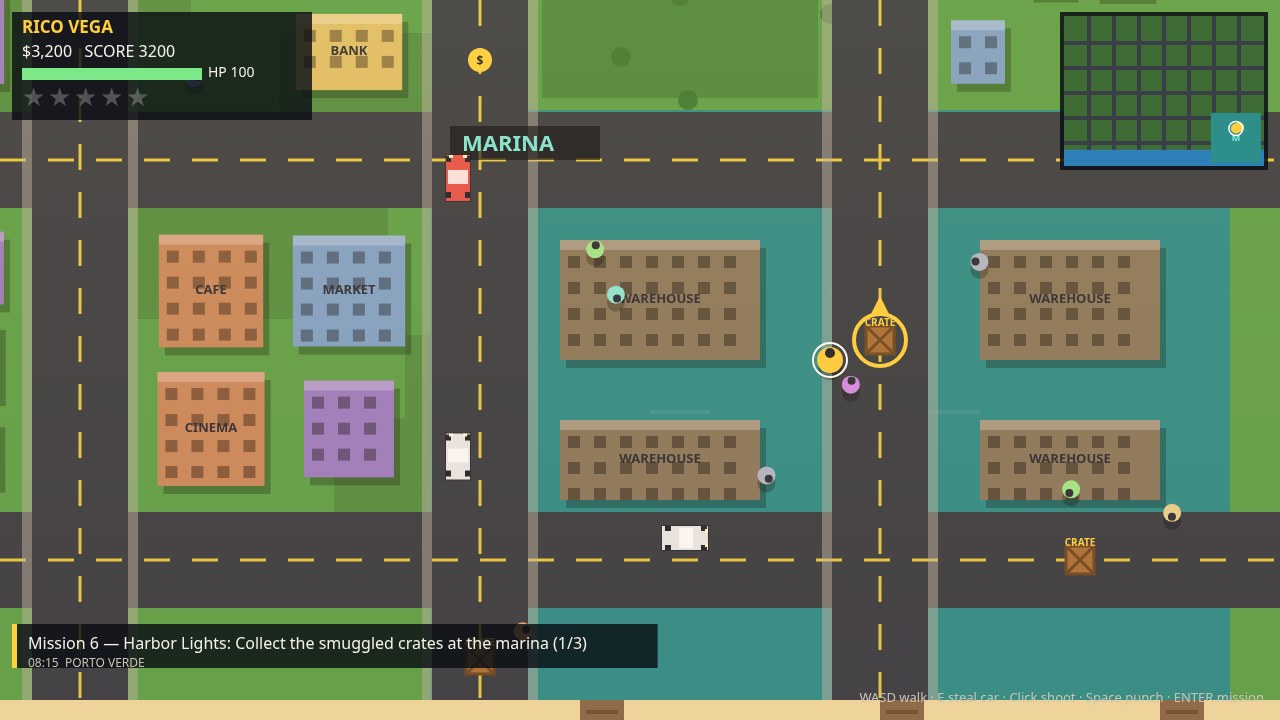 RICO VEGA
$3,200 SCORE 3200
HP 100
BANK
$
M
MARINA
CAFE
MARKET
WAREHOUSE
WAREHOUSE
CRATE
CINEMA
WAREHOUSE
WAREHOUSE
CRATE
Mission 6 — Harbor Lights: Collect the smuggled crates at the marina (1/3)
08:15 PORTO VERDE
WASD walk · E steal car · Click shoot · Space punch · ENTER mission